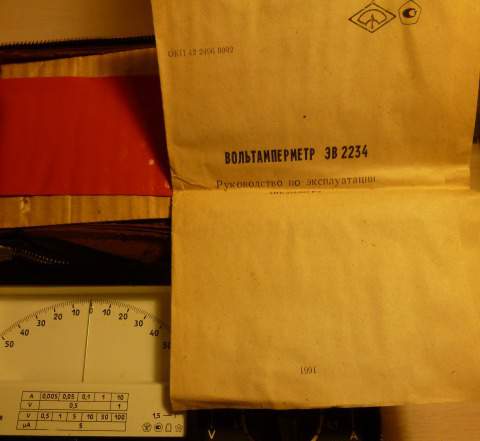 ОКП 42
ВОЛЬТАМПЕРМЕТР ЭВ 2234
Руководство по эксплуатации
1991
50 40 30 20 10 0 10 20 30 40 50
A 0,005 0,05 0,1 1 10
V 0,5 1
V 0,5 1 5 10 50 100
μA 5
1,5
V A